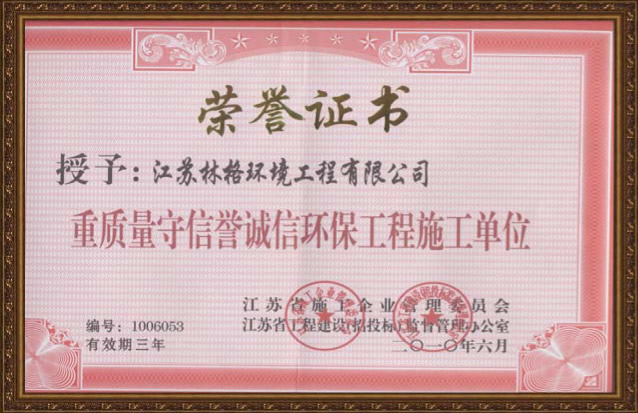 荣誉证书
授予：江苏林格环境工程有限公司
重质量守信誉诚信环保工程施工单位
江苏省施工企业管理委员会
编号：1006053 江苏省工程建设(招投标)监督管理办公室
有效期三年 二〇一〇年六月